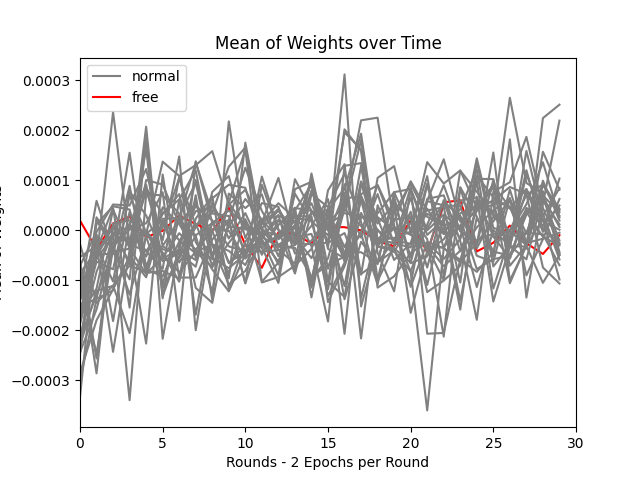 Mean of Weights over Time
normal
free
0.0003
0.0002
0.0001
0.0000
−0.0001
−0.0002
−0.0003
0 5 10 15 20 25 30
Rounds - 2 Epochs per Round